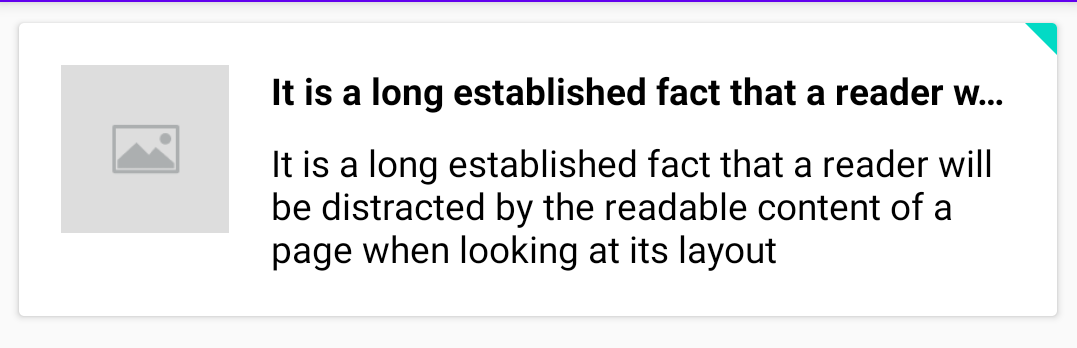 It is a long established fact that a reader w...
It is a long established fact that a reader will
be distracted by the readable content of a
page when looking at its layout